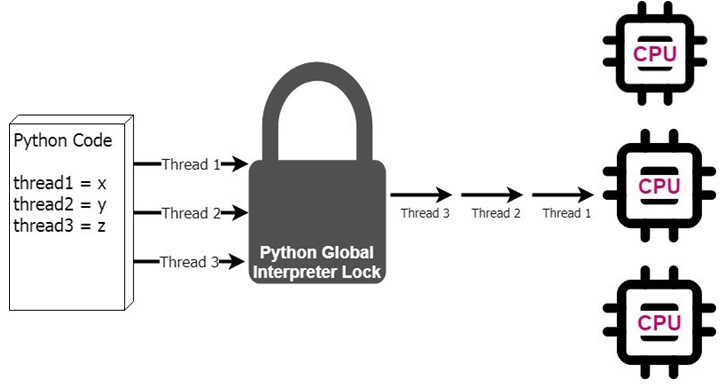 Python Code
thread1 = x
thread2 = y
thread3 = z
Thread 1
Thread 2
Thread 3
Python Global
Interpreter Lock
Thread 3
Thread 2
Thread 1
CPU
CPU
CPU